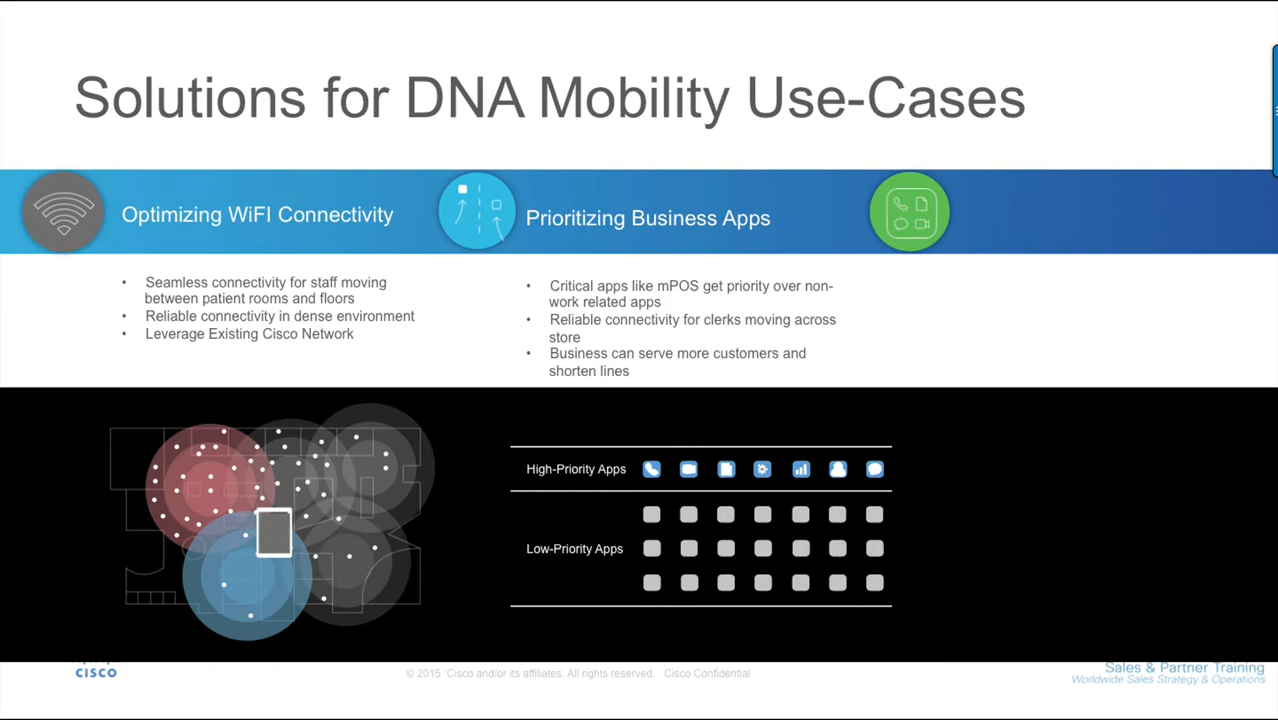 Solutions for DNA Mobility Use-Cases
Optimizing WiFI Connectivity
Prioritizing Business Apps
• Seamless connectivity for staff moving
between patient rooms and floors
• Reliable connectivity in dense environment
• Leverage Existing Cisco Network
• Critical apps like mPOS get priority over non-
work related apps
• Reliable connectivity for clerks moving across
store
• Business can serve more customers and
shorten lines
High-Priority Apps
Low-Priority Apps
CISCO
© 2015 Cisco and/or its affiliates. All rights reserved. Cisco Confidential
Sales & Partner Training
Worldwide Sales Strategy & Operations